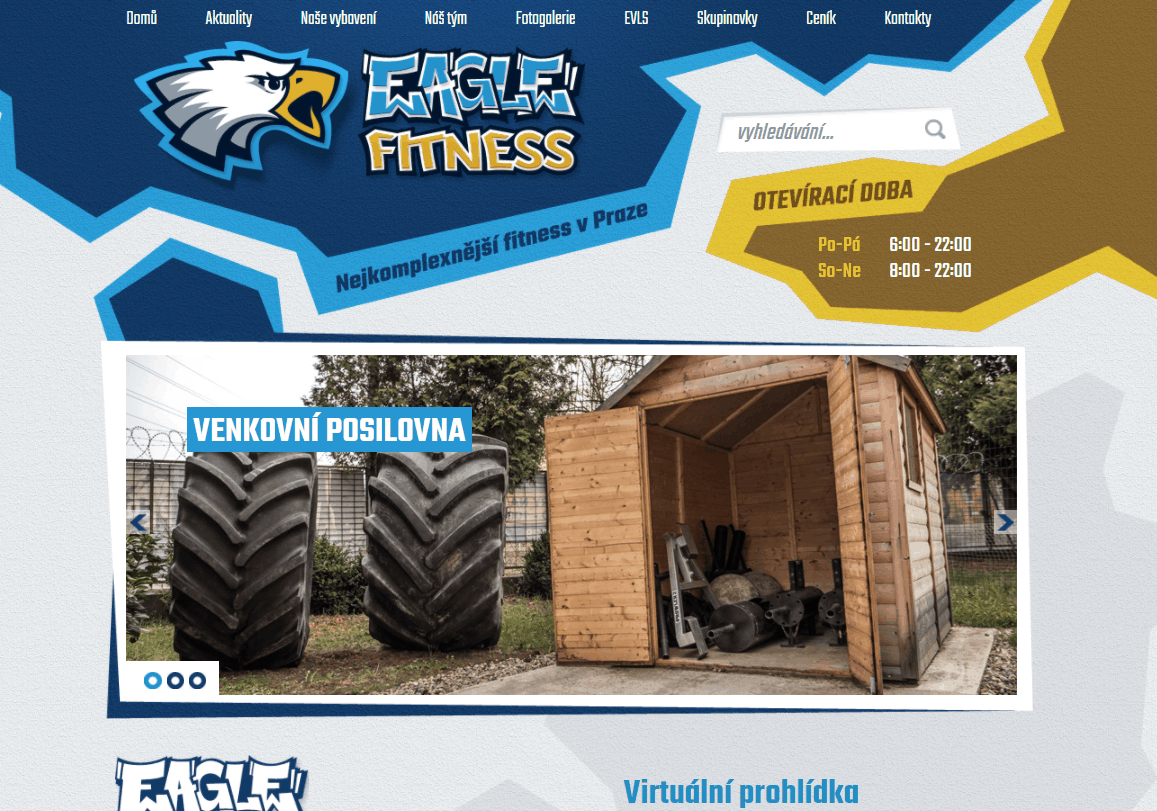 Domů Aktuality Naše vybavení Náš tým Fotogalerie EVLS Skupinovky Ceník Kontakty
EAGLE
FITNESS
vyhledávání...
OTEVÍRACÍ DOBA
Nejkomplexnější fitness v Praze
Po-Pá 6:00 - 22:00
So-Ne 8:00 - 22:00
VENKOVNÍ POSILOVNA
EAGLE
Virtuální prohlídka